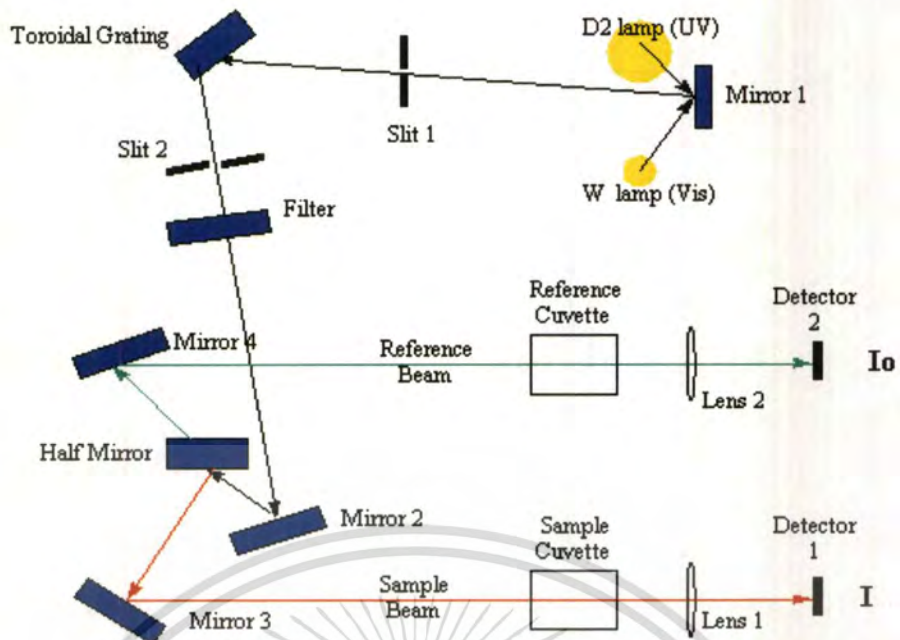 D2 lamp (UV)
Toroidal Grating
Mirror 1
Slit 1
Slit 2
W lamp (Vis)
Filter
Reference
Cuvette
Detector
2
Mirror 4
Reference
Beam
Io
Lens 2
Half Mirror
Mirror 2
Sample
Cuvette
Detector
1
Sample
Beam
I
Mirror 3
Lens 1